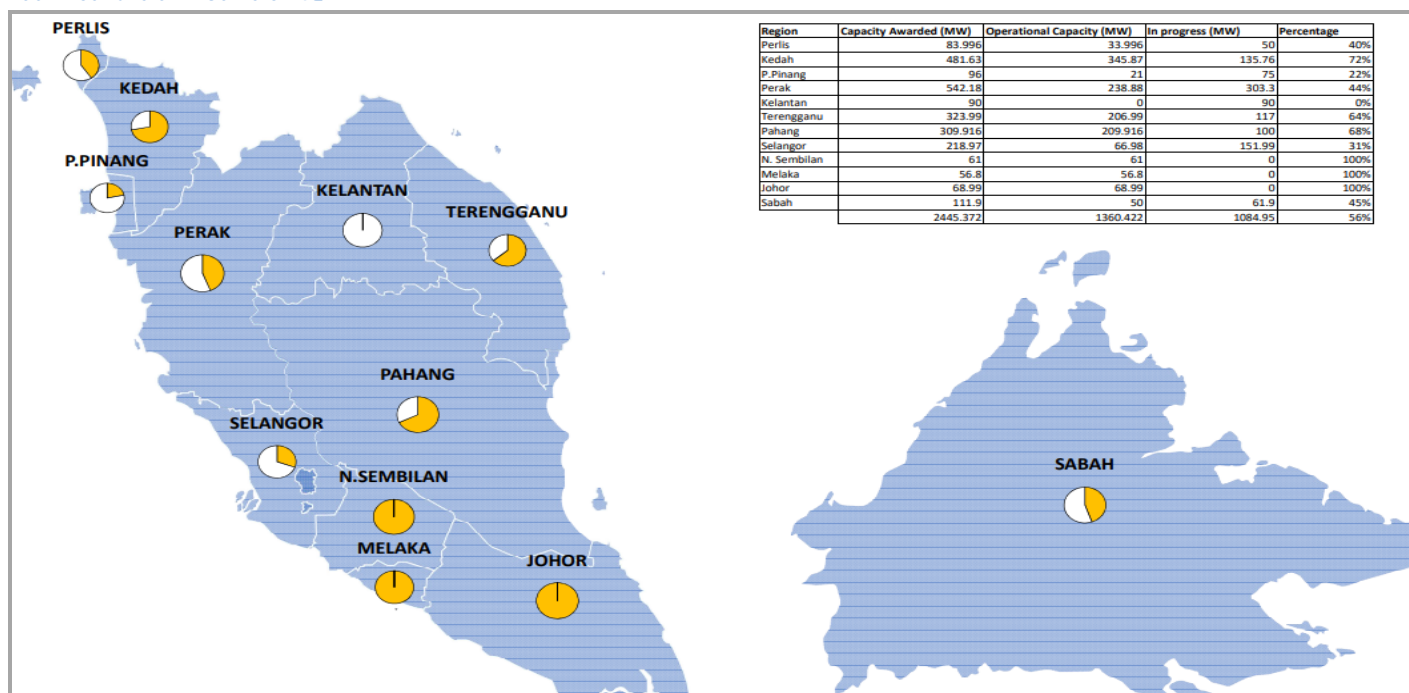 PERLIS
KEDAH
P.PINANG
KELANTAN
TERENGGANU
PERAK
PAHANG
SELANGOR
N.SEMBILAN
MELAKA
JOHOR
Region Capacity Awarded (MW) Operational Capacity (MW) In progress (MW) Percentage
Perlis 83.996 33.996 50 40%
Kedah 481.63 345.87 135.76 72%
P.Pinang 96 21 75 22%
Perak 542.18 238.88 303.3 44%
Kelantan 90 0 90 0%
Terengganu 323.99 206.99 117 64%
Pahang 309.916 209.916 100 68%
Selangor 218.97 66.98 151.99 31%
N. Sembilan 61 61 0 100%
Melaka 56.8 56.8 0 100%
Johor 68.99 68.99 0 100%
Sabah 111.9 50 61.9 45%
2445.372 1360.422 1084.95 56%
SABAH